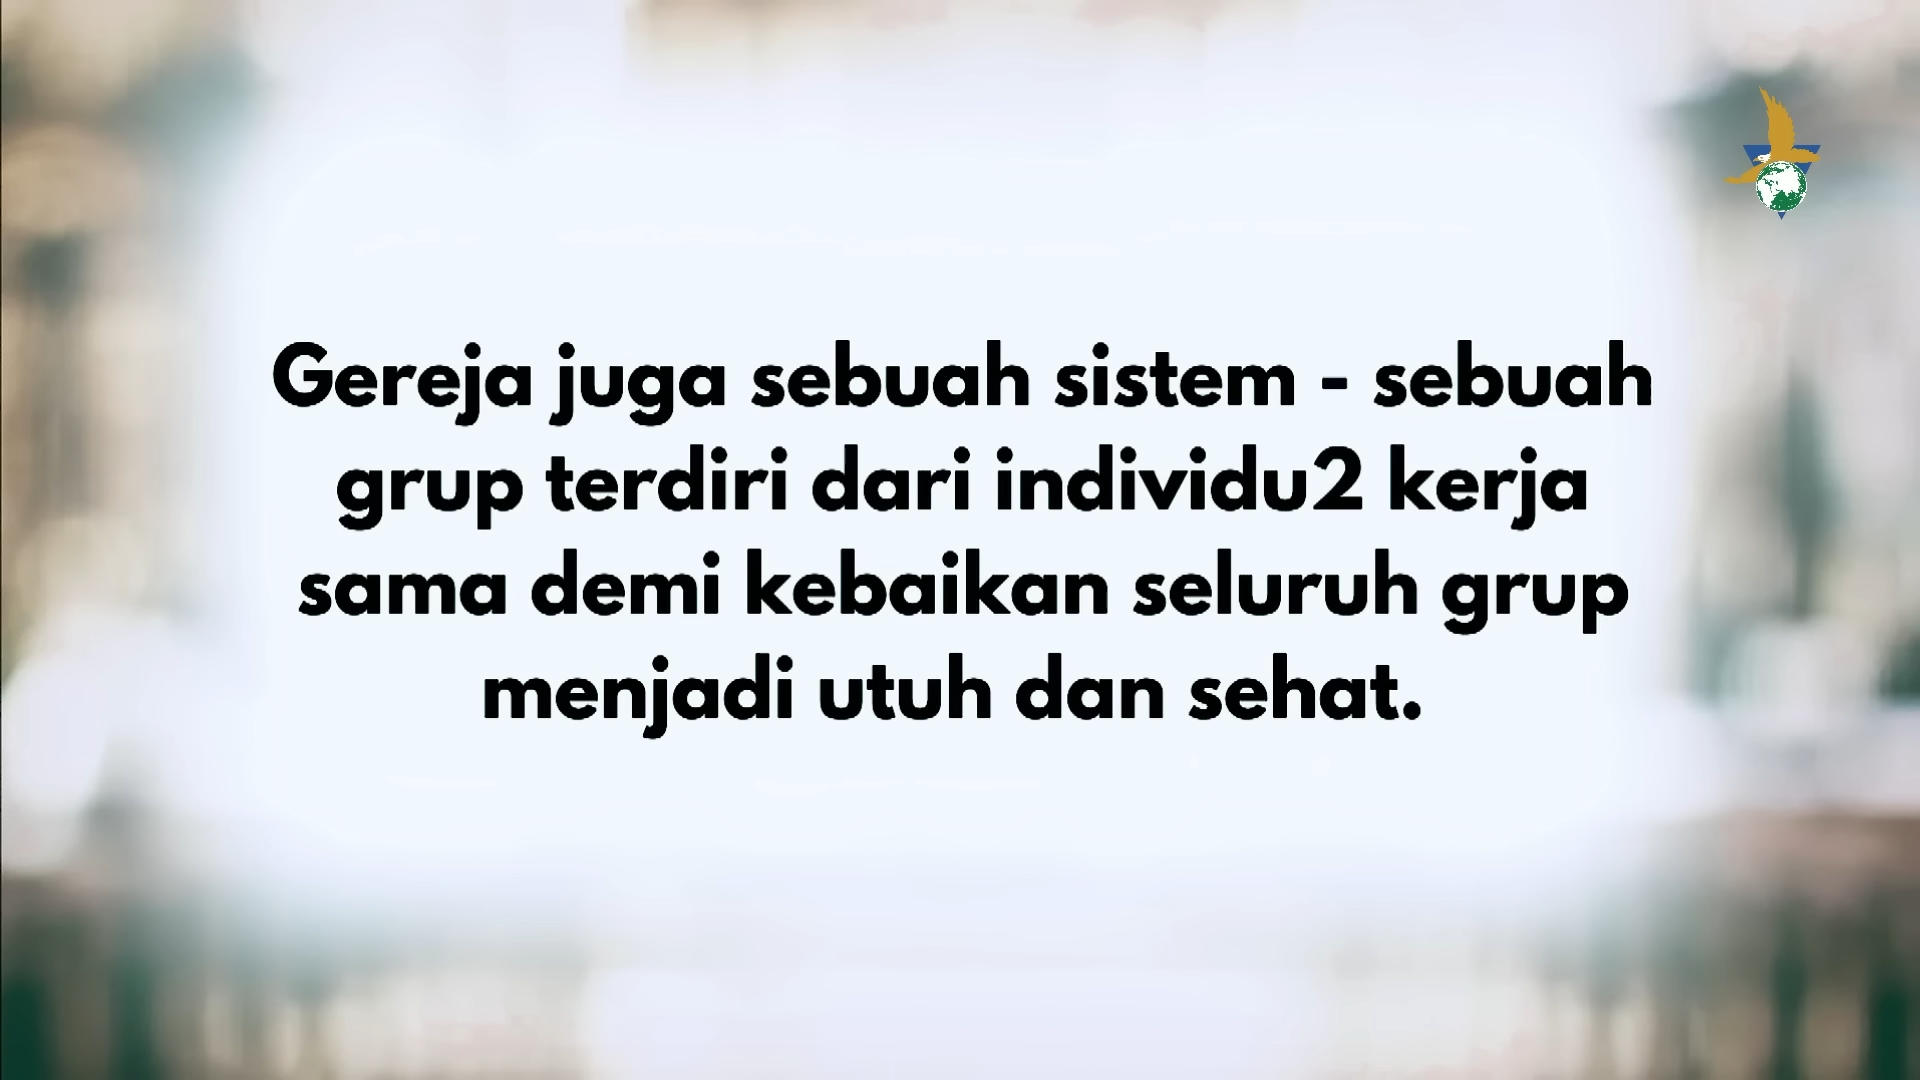 Gereja juga sebuah sistem - sebuah
grup terdiri dari individu2 kerja
sama demi kebaikan seluruh grup
menjadi utuh dan sehat.